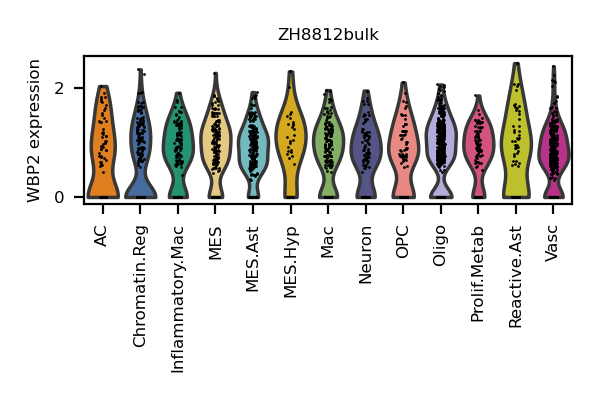 ZH8812bulk
WBP2 expression
2
0
AC
Chromatin.Reg
Inflammatory.Mac
MES
MES.Ast
MES.Hyp
Mac
Neuron
OPC
Oligo
Prolif.Metab
Reactive.Ast
Vasc